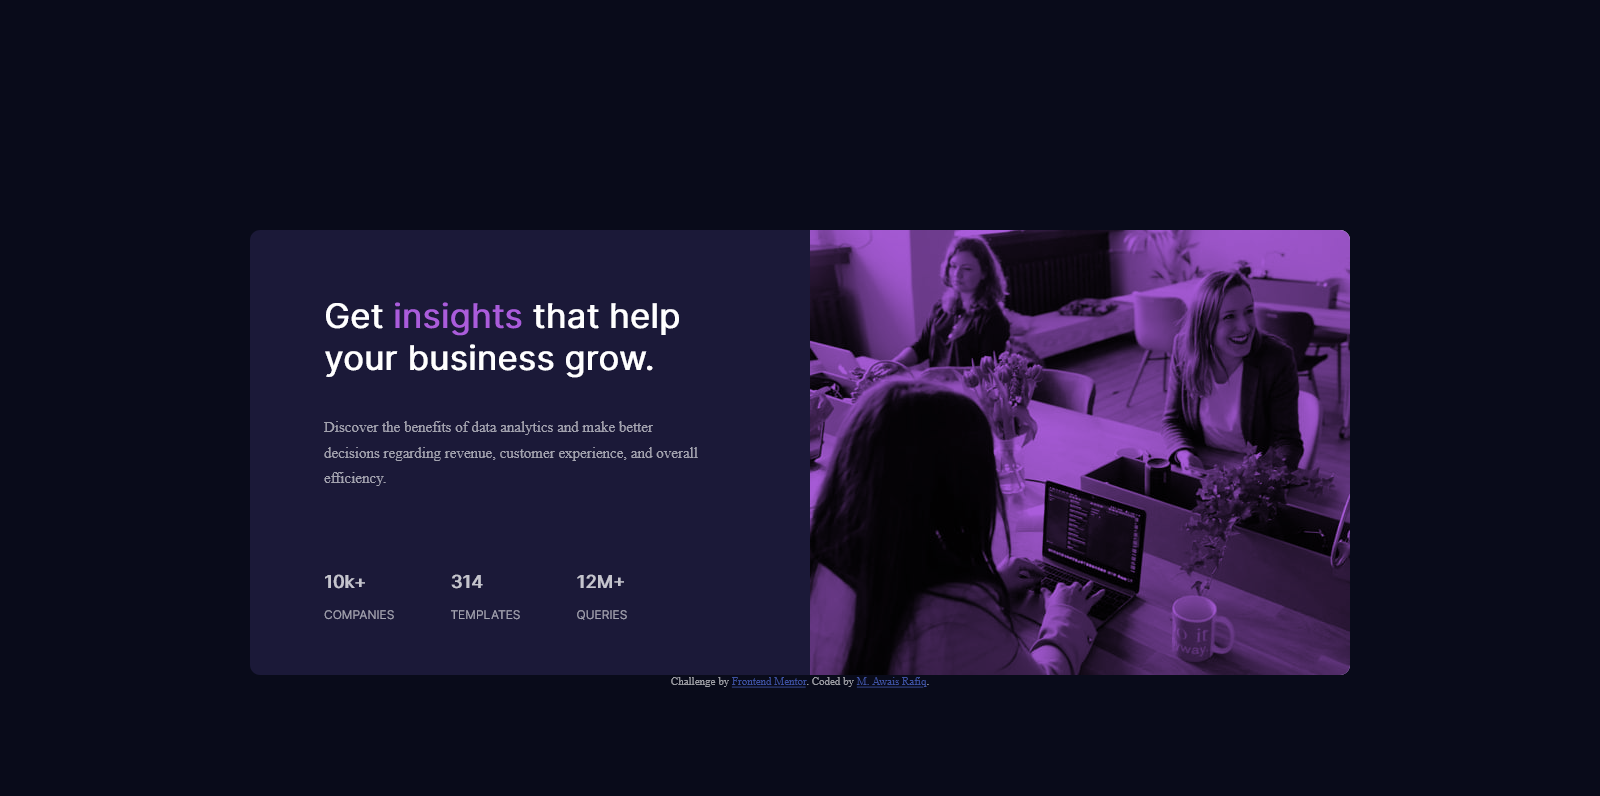 Get insights that help
your business grow.
Discover the benefits of data analytics and make better
decisions regarding revenue, customer experience, and overall
efficiency.
10k+ 314 12M+
COMPANIES TEMPLATES QUERIES
Challenge by Frontend Mentor. Coded by M. Awais Rafiq.